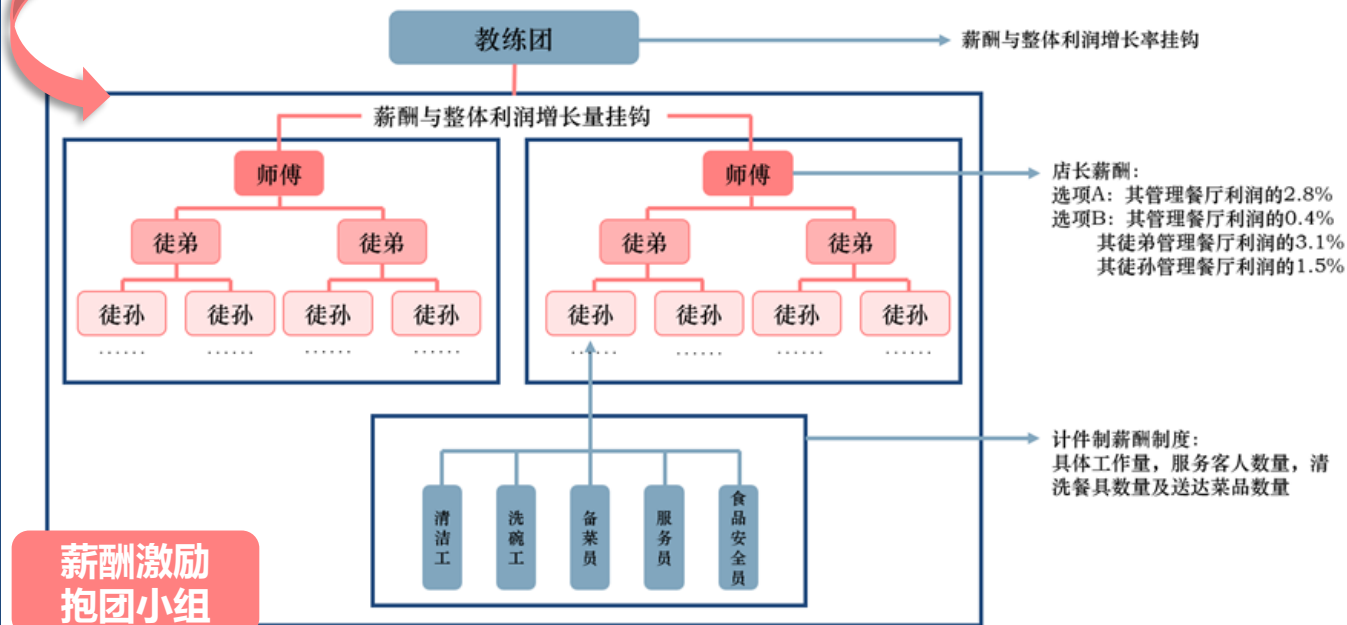 教练团
薪酬与整体利润增长率挂钩
薪酬与整体利润增长量挂钩
师傅
师傅
店长薪酬：
选项A：其管理餐厅利润的2.8%
选项B：其管理餐厅利润的0.4%
其徒弟管理餐厅利润的3.1%
其徒孙管理餐厅利润的1.5%
徒弟
徒弟
徒弟
徒弟
徒孙
徒孙
徒孙
徒孙
徒孙
徒孙
徒孙
徒孙
……
……
……
……
……
……
……
……
计件制薪酬制度：
具体工作量，服务客人数量，清
洗餐具数量及送达菜品数量
清洁工
洗碗工
备菜员
服务员
食品安全员
薪酬激励
抱团小组